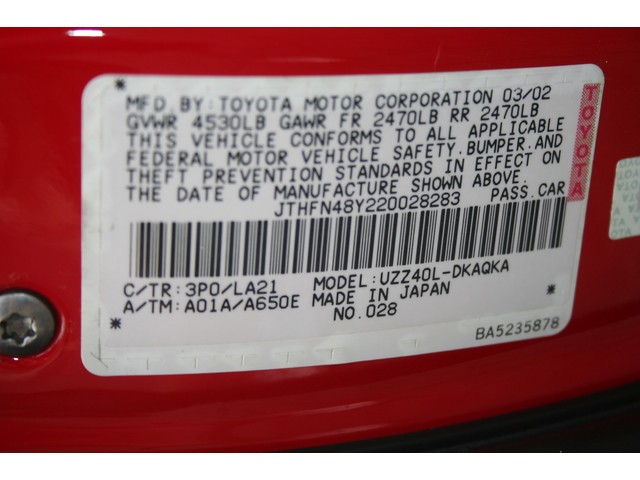 MFD.BY:TOYOTA MOTOR CORPORATION 03/02
GVWR 4530LB GAWR FR 2470LB RR 2470LB
THIS VEHICLE CONFORMS TO ALL APPLICABLE
FEDERAL MOTOR VEHICLE SAFETY,BUMPER,AND
THEFT PREVENTION STANDARDS IN EFFECT ON
THE DATE OF MANUFACTURE SHOWN ABOVE.
JTHFN48Y220028283 PASS.CAR
TOYOTA
C/TR:3P0/LA21 MODEL:UZZ40L-DKAQKA
A/TM:A01A/A650E MADE IN JAPAN
NO.028
BA5235878